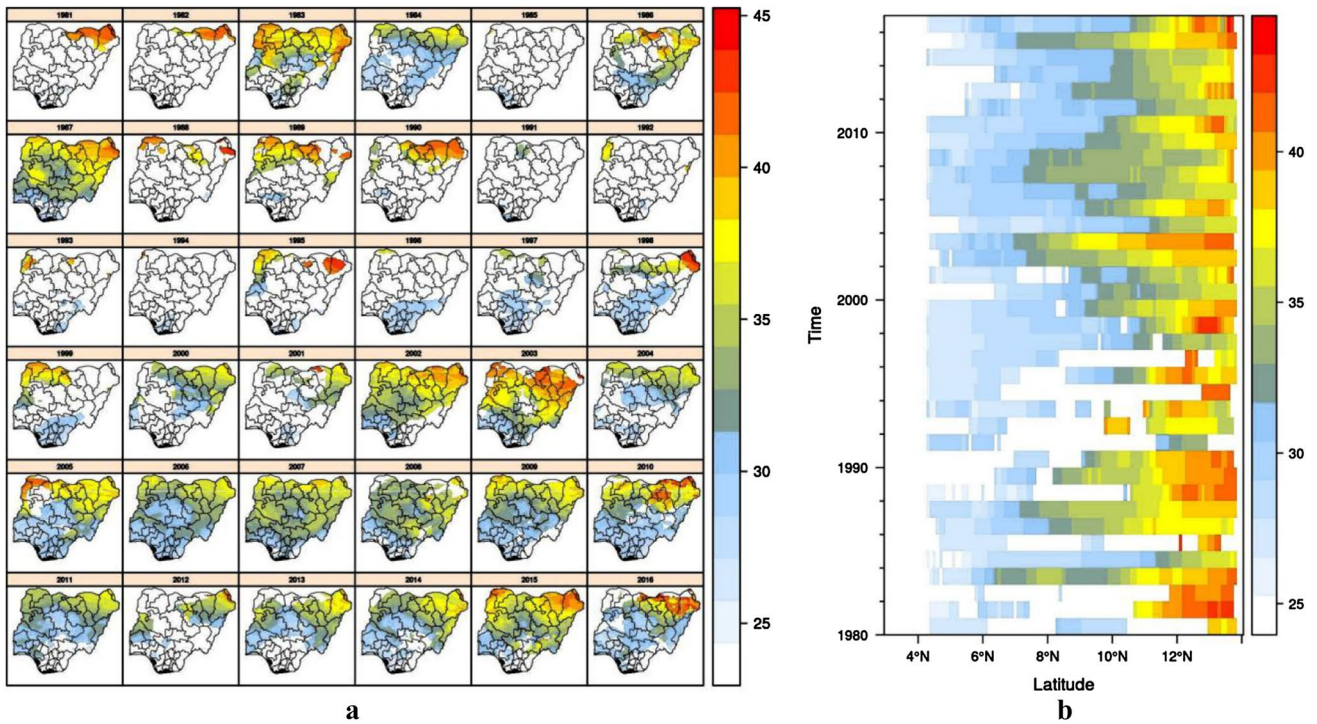 1981 1982 1983 1984 1985 1986
1987 1988 1989 1990 1991 1992
1993 1994 1995 1996 1997 1998
1999 2000 2001 2002 2003 2004
2005 2006 2007 2008 2009 2010
2011 2012 2013 2014 2015 2016
45
40
35
30
25
a
Time
2010
2000
1990
1980
4°N 6°N 8°N 10°N 12°N
Latitude
40
35
30
25
b